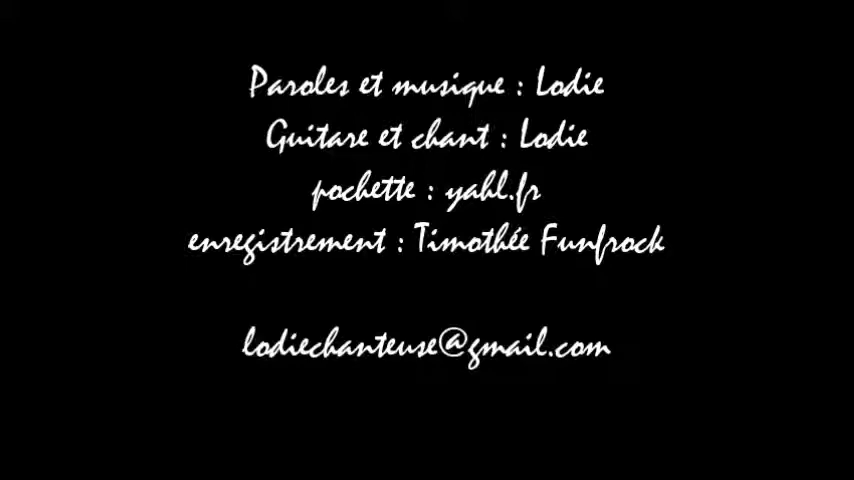 Paroles et musique : Lodie
Guitare et chant : Lodie
pochette : yahl.fr
enregistrement : Timothée Funfrock
lodiechanteuse@gmail.com